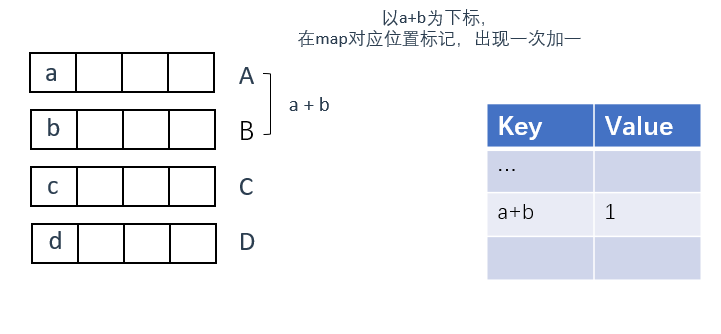 以a+b为下标,
在map对应位置标记，出现一次加一
a A
a + b
b B
c C
d D
Key Value
...
a+b 1